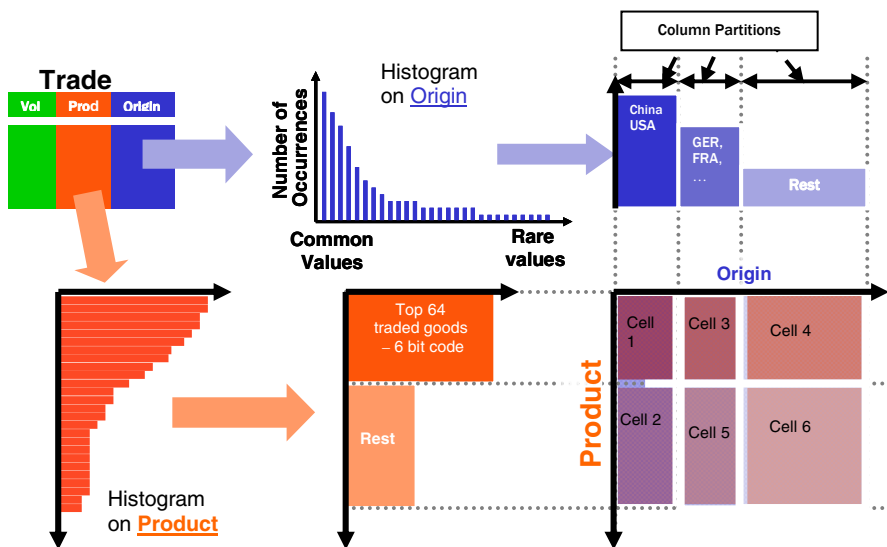 Column Partitions
Trade
Vol Prod Origin
Histogram
on Origin
Number of
Occurrences
Common
Values
Rare
values
China
USA
GER,
FRA,
...
Rest
Origin
Top 64
traded goods
– 6 bit code
Rest
Product
Cell
1
Cell 3
Cell 4
Cell 2
Cell 5
Cell 6
Histogram
on Product